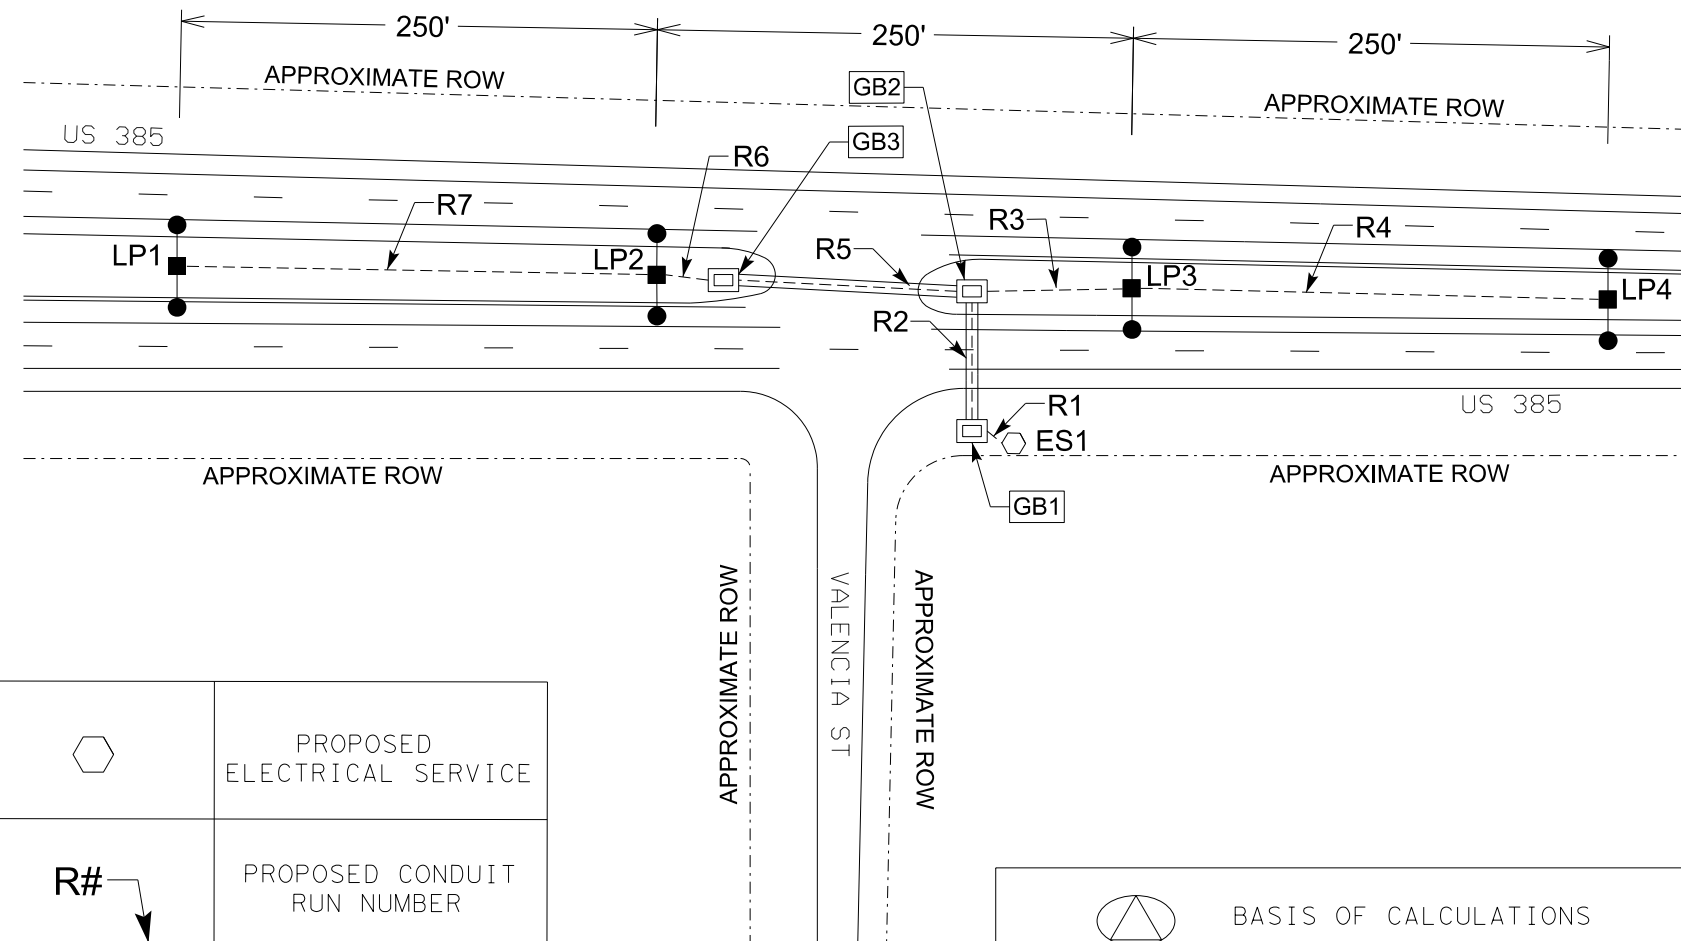 250'
250'
250'
APPROXIMATE ROW
GB2
APPROXIMATE ROW
US 385
GB3
R6
R7
R3
R4
R5
LP1
LP2
LP3
LP4
R2
R1
US 385
ES1
APPROXIMATE ROW
APPROXIMATE ROW
GB1
APPROXIMATE ROW
VALENCIA ST
APPROXIMATE ROW
PROPOSED
ELECTRICAL SERVICE
R#
PROPOSED CONDUIT
RUN NUMBER
BASIS OF CALCULATIONS